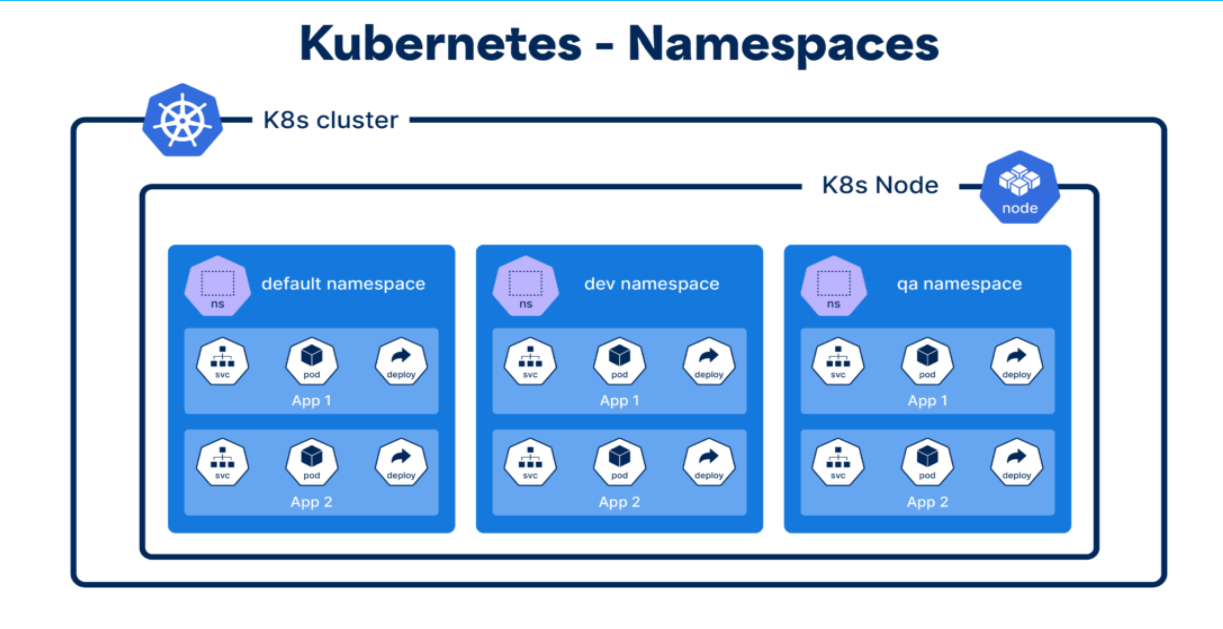 Kubernetes - Namespaces
K8s cluster
K8s Node
node
default namespace
ns
svc
pod
deploy
App 1
svc
pod
deploy
App 2
dev namespace
ns
svc
pod
deploy
App 1
svc
pod
deploy
App 2
qa namespace
ns
svc
pod
deploy
App 1
svc
pod
deploy
App 2